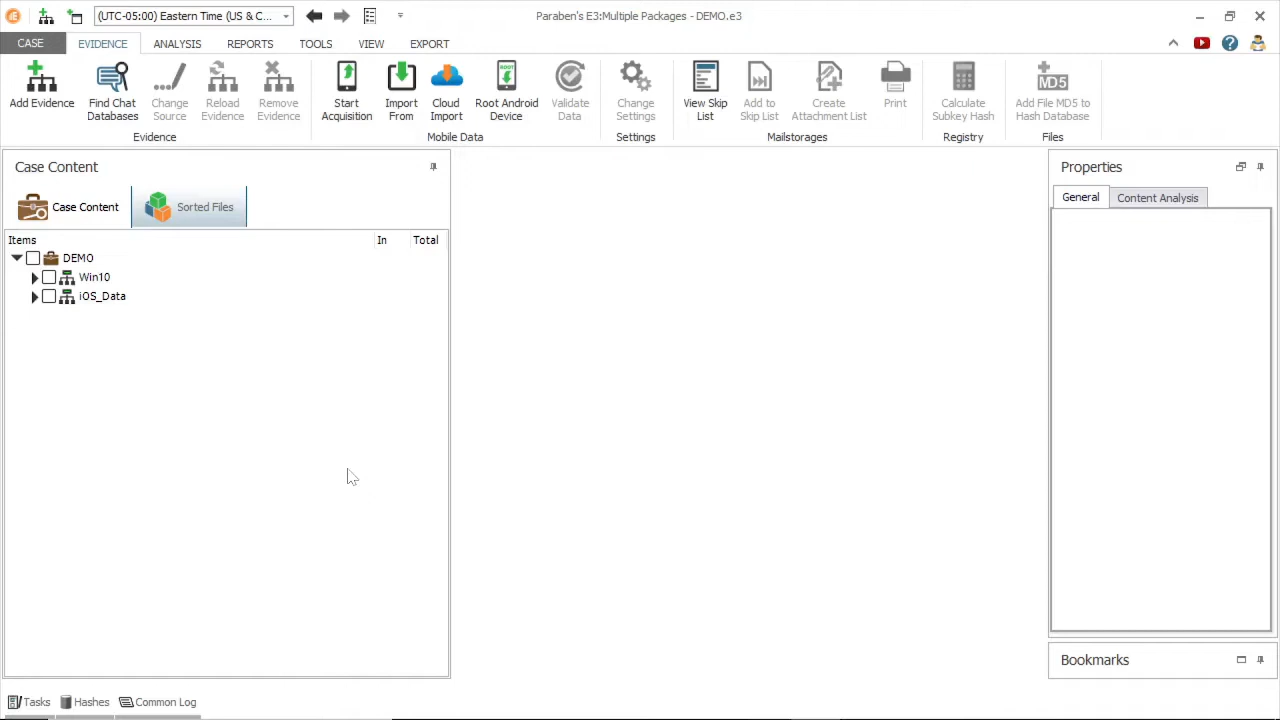 (UTC-05:00) Eastern Time (US & C...
Paraben's E3:Multiple Packages - DEMO.e3
CASE
EVIDENCE
ANALYSIS
REPORTS
TOOLS
VIEW
EXPORT
Add Evidence
Find Chat
Databases
Change
Source
Reload
Evidence
Remove
Evidence
Evidence
Start
Acquisition
Import
From
Cloud
Import
ROOT
Root Android
Device
Validate
Data
Mobile Data
Change
Settings
Settings
View Skip
List
Add to
Skip List
Create
Attachment List
Print
Mailstorages
Calculate
Subkey Hash
Registry
MD5
Add File MD5 to
Hash Database
Files
Case Content
Case Content
Sorted Files
Items In Total
DEMO
Win10
iOS_Data
Properties
General
Content Analysis
Bookmarks
Tasks
Hashes
Common Log